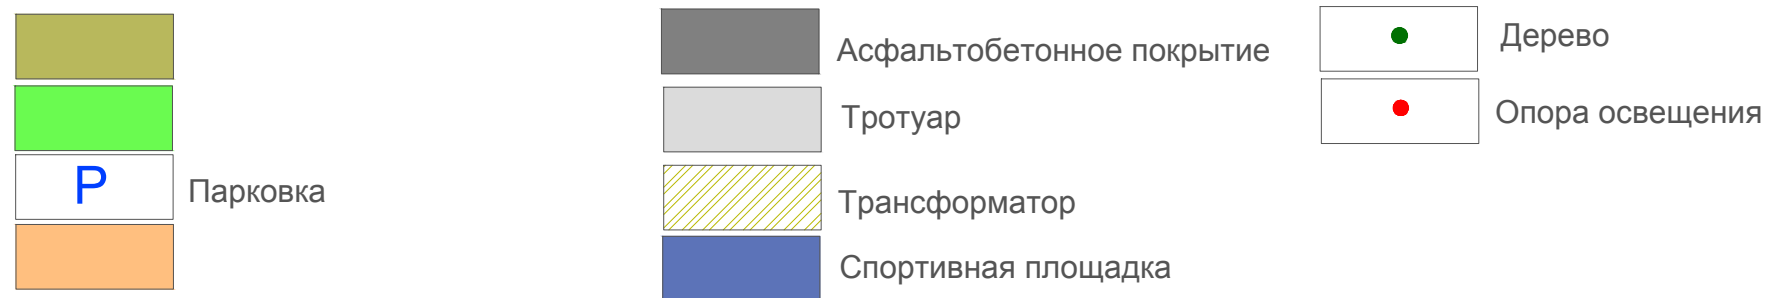 P
Парковка
Асфальтобетонное покрытие
Тротуар
Трансформатор
Спортивная площадка
Дерево
Опора освещения